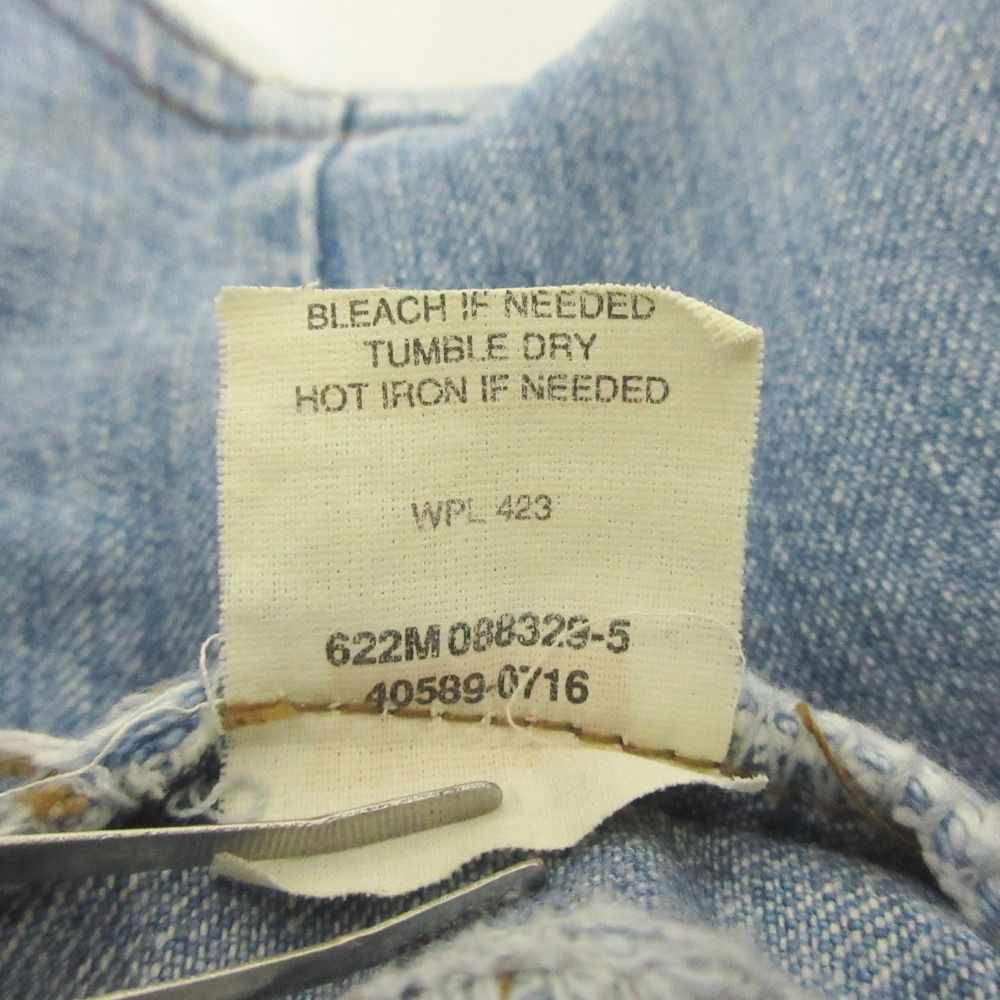 BLEACH IF NEEDED
TUMBLE DRY
HOT IRON IF NEEDED
WPL 423
622M 088329-5
40589-0716